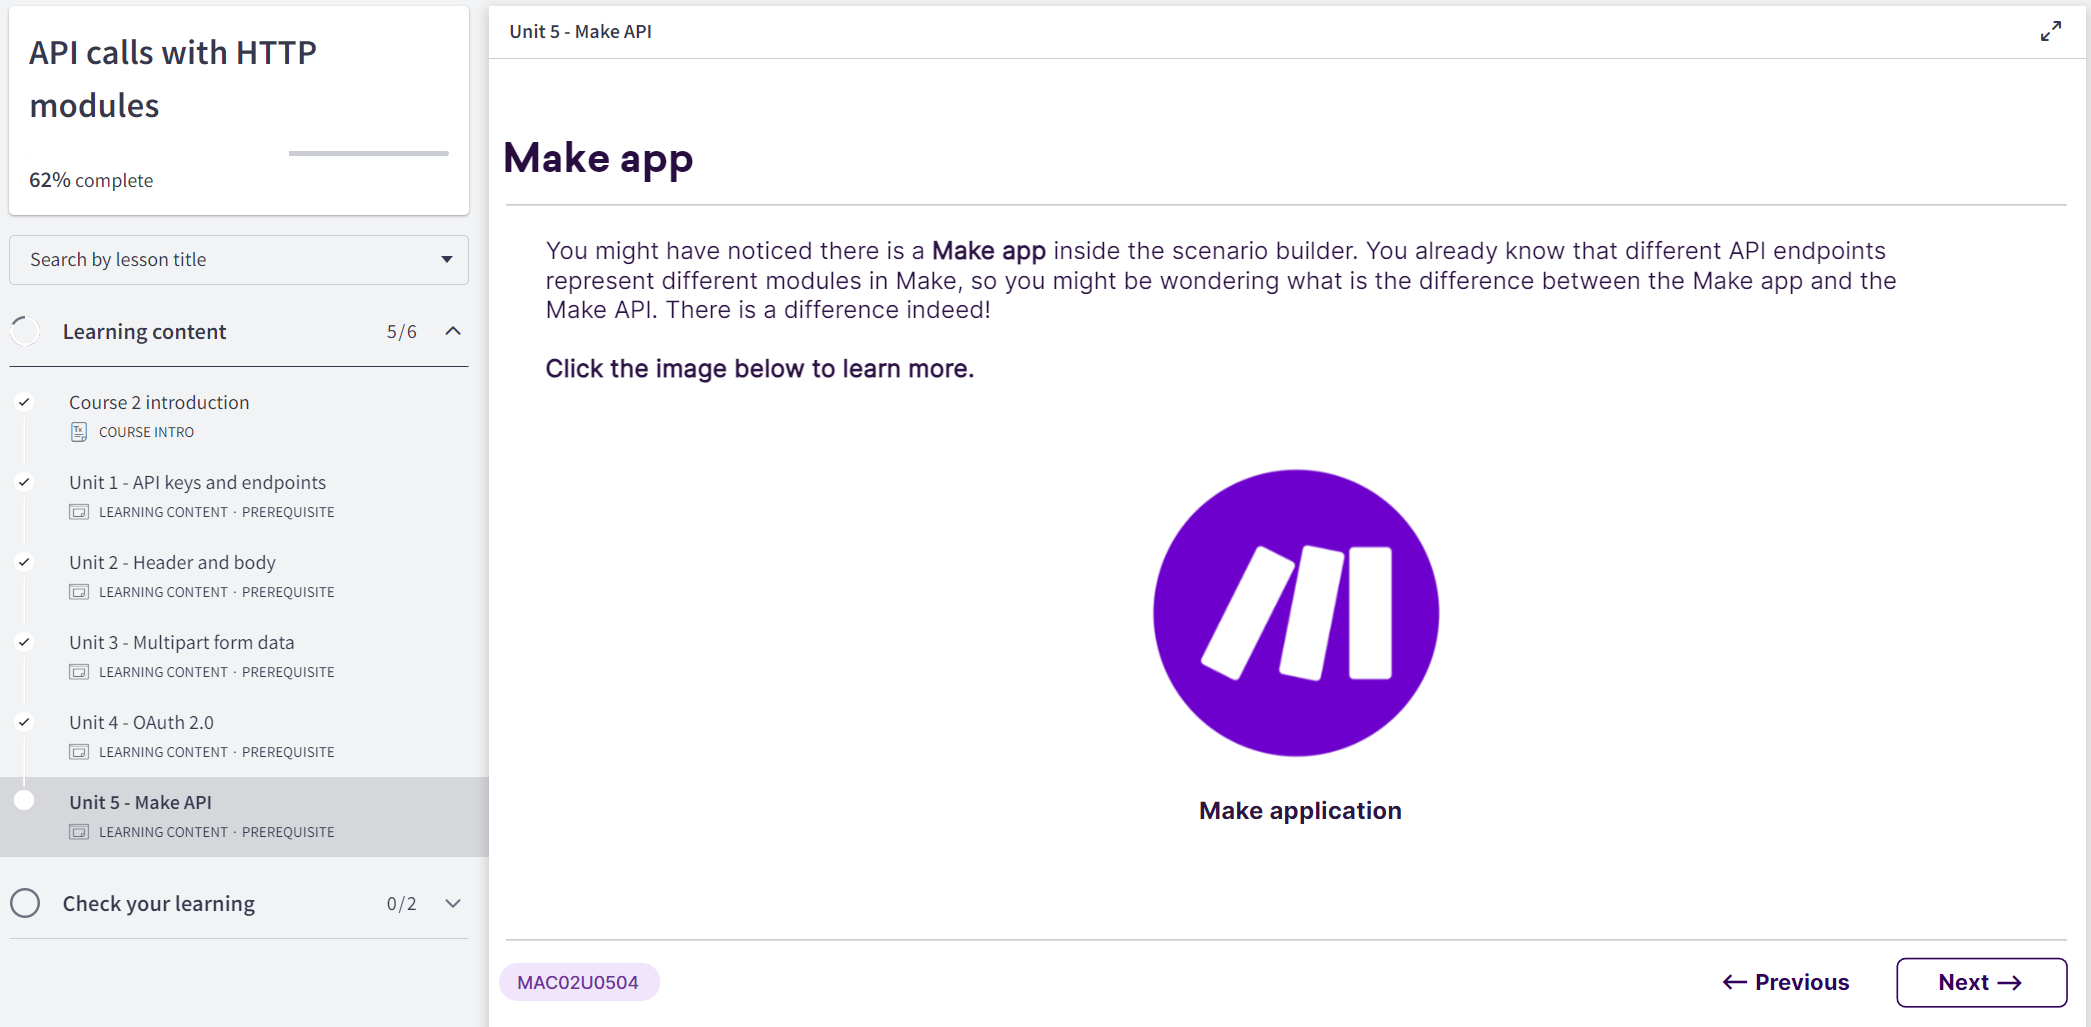 API calls with HTTP
modules
62% complete
Search by lesson title
Learning content 5/6
Course 2 introduction
COURSE INTRO
Unit 1 - API keys and endpoints
LEARNING CONTENT · PREREQUISITE
Unit 2 - Header and body
LEARNING CONTENT · PREREQUISITE
Unit 3 - Multipart form data
LEARNING CONTENT · PREREQUISITE
Unit 4 - OAuth 2.0
LEARNING CONTENT · PREREQUISITE
Unit 5 - Make API
LEARNING CONTENT · PREREQUISITE
Check your learning 0/2
Unit 5 - Make API
Make app
You might have noticed there is a Make app inside the scenario builder. You already know that different API endpoints
represent different modules in Make, so you might be wondering what is the difference between the Make app and the
Make API. There is a difference indeed!
Click the image below to learn more.
Make application
MAC02U0504
← Previous
Next →